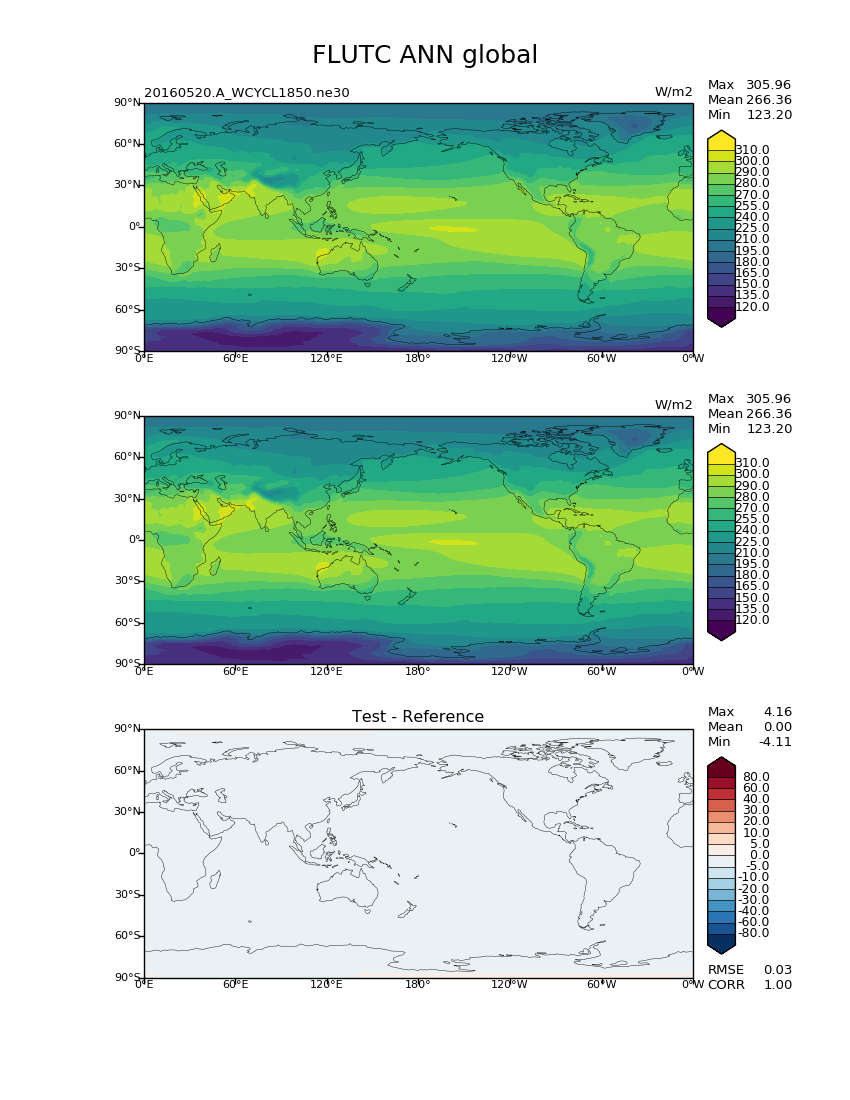 FLUTC ANN global
20160520.A_WCYCL1850.ne30
W/m2
Max 305.96
Mean 266.36
Min 123.20
90°N
60°N
30°N
0°
30°S
60°S
90°S
0°E 60°E 120°E 180° 120°W 60°W 0°W
310.0
300.0
290.0
280.0
270.0
255.0
240.0
225.0
210.0
195.0
180.0
165.0
150.0
135.0
120.0
W/m2
Max 305.96
Mean 266.36
Min 123.20
90°N
60°N
30°N
0°
30°S
60°S
90°S
0°E 60°E 120°E 180° 120°W 60°W 0°W
310.0
300.0
290.0
280.0
270.0
255.0
240.0
225.0
210.0
195.0
180.0
165.0
150.0
135.0
120.0
Test - Reference
Max 4.16
Mean 0.00
Min -4.11
90°N
60°N
30°N
0°
30°S
60°S
90°S
0°E 60°E 120°E 180° 120°W 60°W 0°W
80.0
60.0
40.0
30.0
20.0
10.0
5.0
0.0
-5.0
-10.0
-20.0
-30.0
-40.0
-60.0
-80.0
RMSE 0.03
CORR 1.00